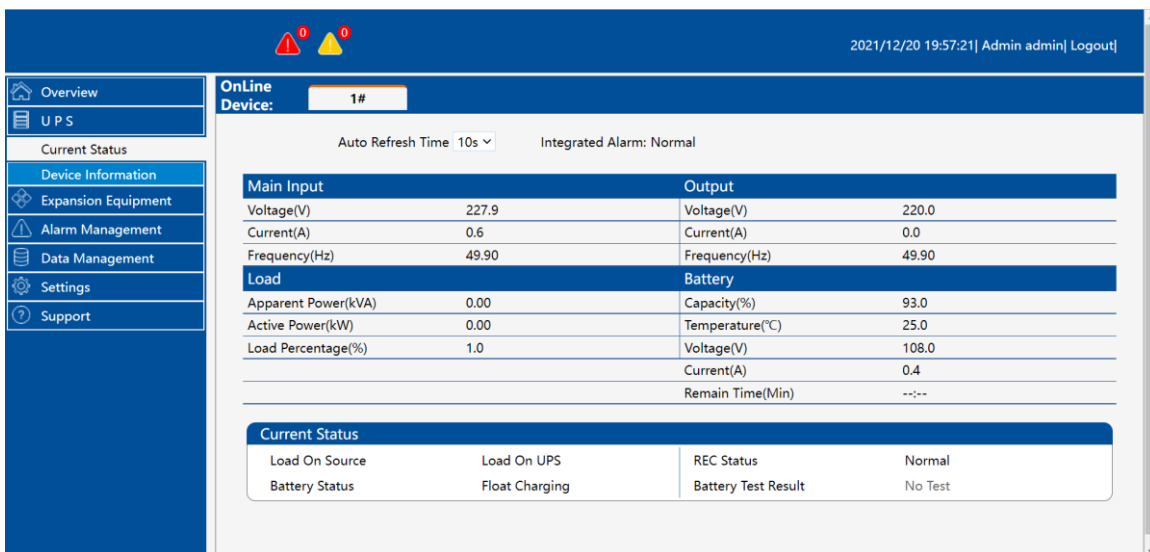 0 0
2021/12/20 19:57:21| Admin admin| Logout|
Overview
UPS
Current Status
Device Information
Expansion Equipment
Alarm Management
Data Management
Settings
Support
OnLine
Device: 1#
Auto Refresh Time 10s Integrated Alarm: Normal
Main Input Output
Voltage(V) 227.9 Voltage(V) 220.0
Current(A) 0.6 Current(A) 0.0
Frequency(Hz) 49.90 Frequency(Hz) 49.90
Load Battery
Apparent Power(kVA) 0.00 Capacity(%) 93.0
Active Power(kW) 0.00 Temperature(℃) 25.0
Load Percentage(%) 1.0 Voltage(V) 108.0
Current(A) 0.4
Remain Time(Min) --:--
Current Status
Load On Source Load On UPS REC Status Normal
Battery Status Float Charging Battery Test Result No Test